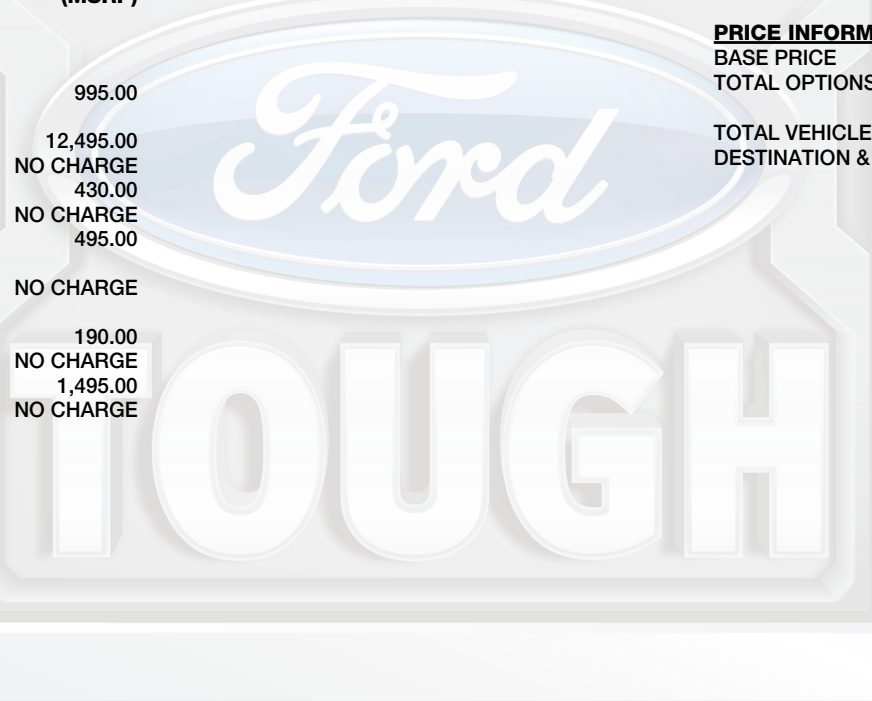 (MSRP)
995.00
12,495.00
NO CHARGE
430.00
NO CHARGE
495.00
NO CHARGE
190.00
NO CHARGE
1,495.00
NO CHARGE
PRICE INFORM
BASE PRICE
TOTAL OPTIONS
TOTAL VEHICLE
DESTINATION &
Ford
TOUGH